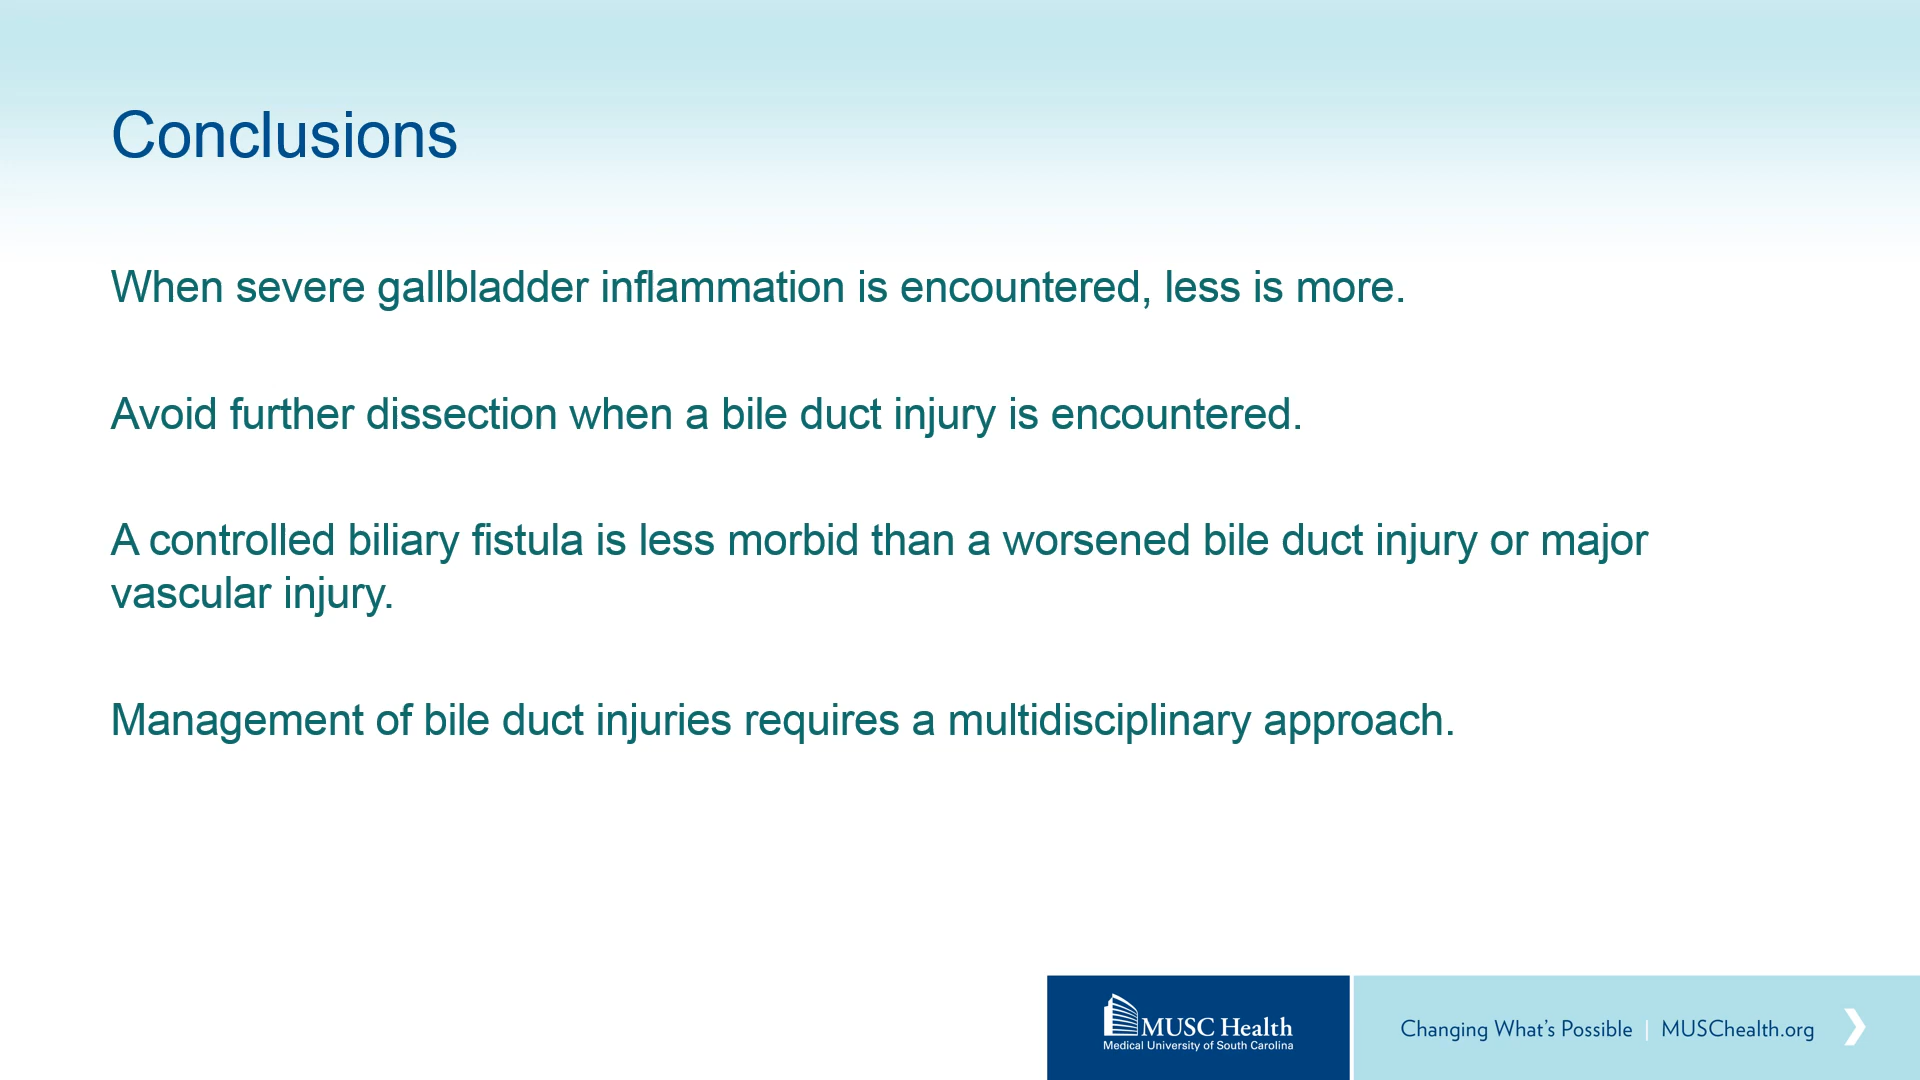 Conclusions
When severe gallbladder inflammation is encountered, less is more.
Avoid further dissection when a bile duct injury is encountered.
A controlled biliary fistula is less morbid than a worsened bile duct injury or major
vascular injury.
Management of bile duct injuries requires a multidisciplinary approach.
MUSC Health
Medical University of South Carolina
Changing What's Possible | MUSChealth.org